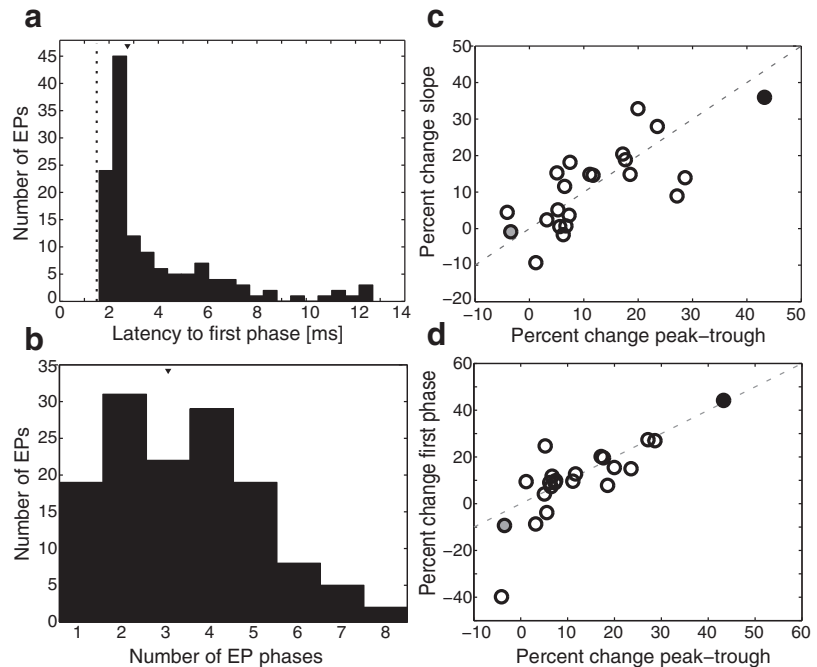 a
45
40
35
30
25
20
15
10
5
0
Number of EPs
0 2 4 6 8 10 12 14
Latency to first phase [ms]
b
35
30
25
20
15
10
5
0
Number of EPs
1 2 3 4 5 6 7 8
Number of EP phases
c
50
40
30
20
10
0
−10
−20
Percent change slope
−10 0 10 20 30 40 50
Percent change peak−trough
d
60
40
20
0
−20
−40
Percent change first phase
−10 0 10 20 30 40 50 60
Percent change peak−trough